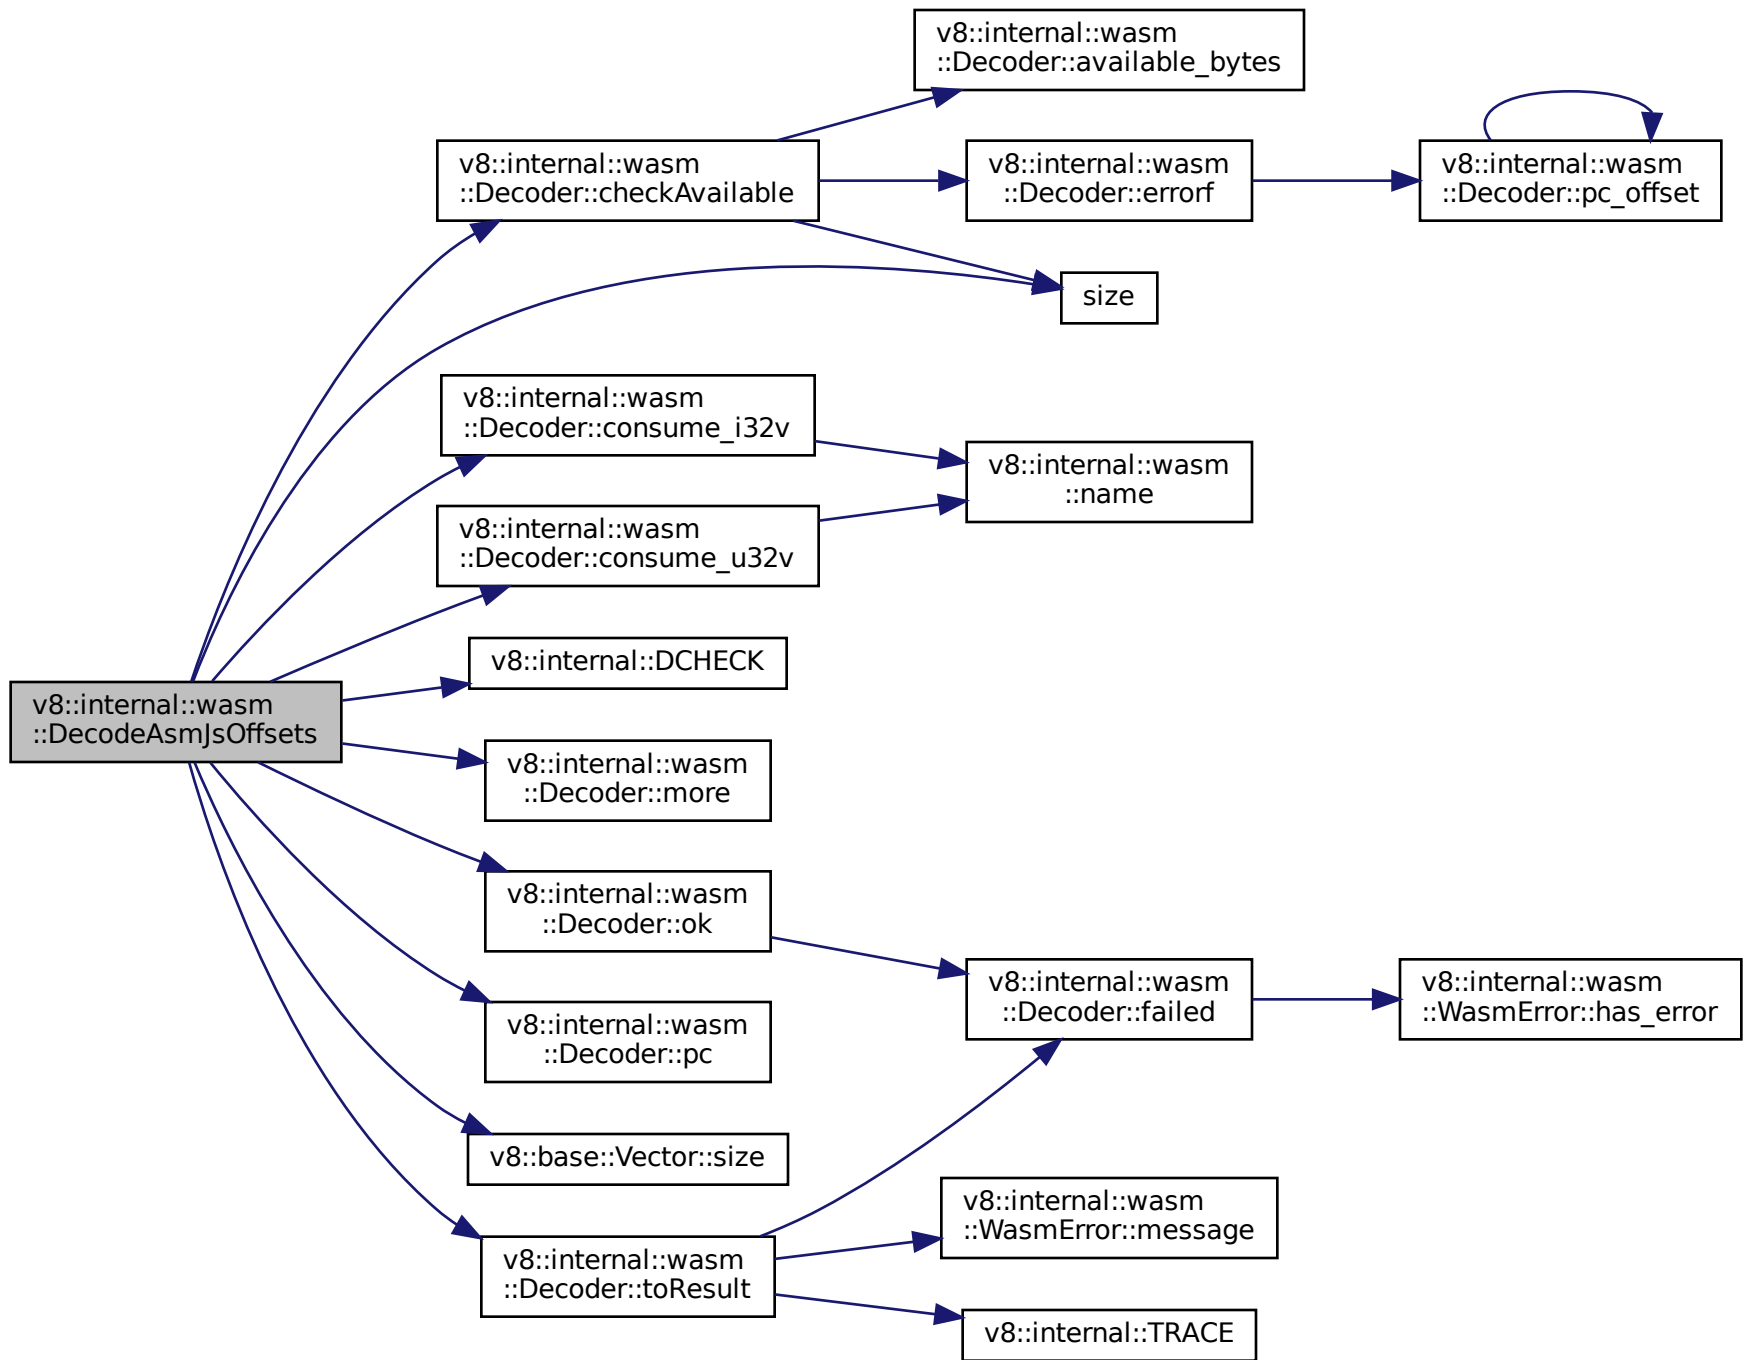 v8::internal::wasm
::DecodeAsmJsOffsets
v8::internal::wasm
::Decoder::checkAvailable
v8::internal::wasm
::Decoder::available_bytes
v8::internal::wasm
::Decoder::errorf
v8::internal::wasm
::Decoder::pc_offset
size
v8::internal::wasm
::Decoder::consume_i32v
v8::internal::wasm
::name
v8::internal::wasm
::Decoder::consume_u32v
v8::internal::DCHECK
v8::internal::wasm
::Decoder::more
v8::internal::wasm
::Decoder::ok
v8::internal::wasm
::Decoder::failed
v8::internal::wasm
::WasmError::has_error
v8::internal::wasm
::Decoder::pc
v8::base::Vector::size
v8::internal::wasm
::Decoder::toResult
v8::internal::wasm
::WasmError::message
v8::internal::TRACE